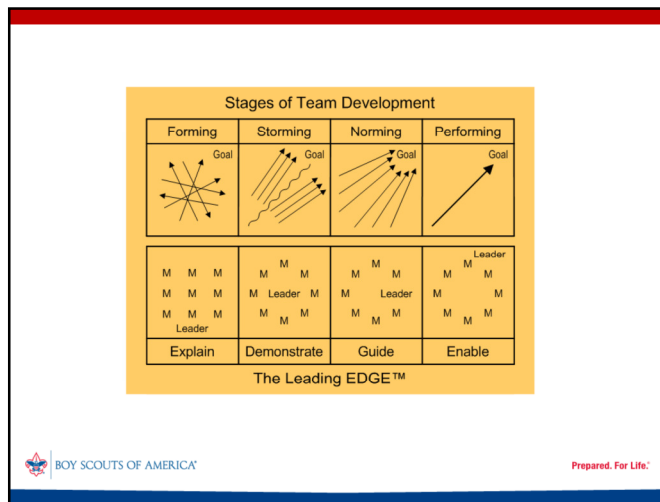 Stages of Team Development
Forming Storming Norming Performing
Goal Goal Goal Goal
Leader
M M M M M M
M M M M M M M M M
M M M M Leader M M Leader M M
M M M M M M M M M
Leader M M M
Explain Demonstrate Guide Enable
The Leading EDGE™
BOY SCOUTS OF AMERICA®
Prepared. For Life.®